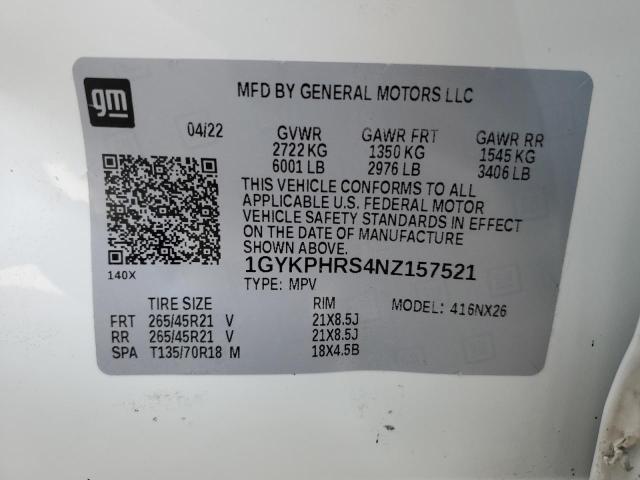 gm
MFD BY GENERAL MOTORS LLC
04/22 GVWR GAWR FRT GAWR RR
2722 KG 1350 KG 1545 KG
6001 LB 2976 LB 3406 LB
THIS VEHICLE CONFORMS TO ALL
APPLICABLE U.S. FEDERAL MOTOR
VEHICLE SAFETY STANDARDS IN EFFECT
ON THE DATE OF MANUFACTURE
SHOWN ABOVE.
140X
1GYKPHRS4NZ157521
TYPE: MPV
TIRE SIZE RIM MODEL: 416NX26
FRT 265/45R21 V 21X8.5J
RR 265/45R21 V 21X8.5J
SPA T135/70R18 M 18X4.5B